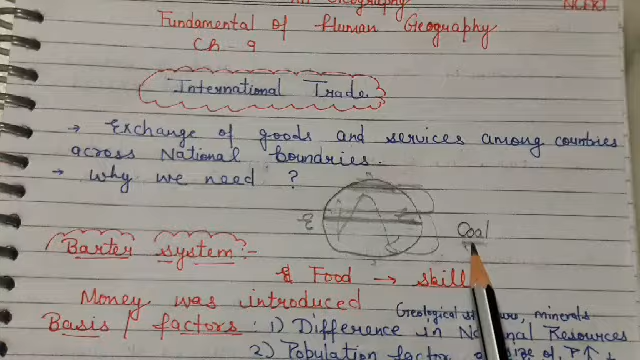 Geography NCERT
Fundamental of Human Geography
Ch - 9
International Trade
→ Exchange of goods and services among countries
across National boundries.
→ Why we need ?
Coal
Barter system :-
Food → skill
Money was introduced
Geological minerals
Basis / factors : 1) Difference in National Resources
2) Population factor